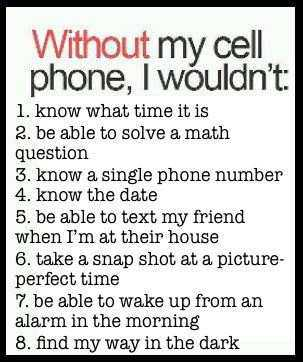 Without my cell
phone, I wouldn't:
1. know what time it is
2. be able to solve a math
question
3. know a single phone number
4. know the date
5. be able to text my friend
when I'm at their house
6. take a snap shot at a picture-
perfect time
7. be able to wake up from an
alarm in the morning
8. find my way in the dark